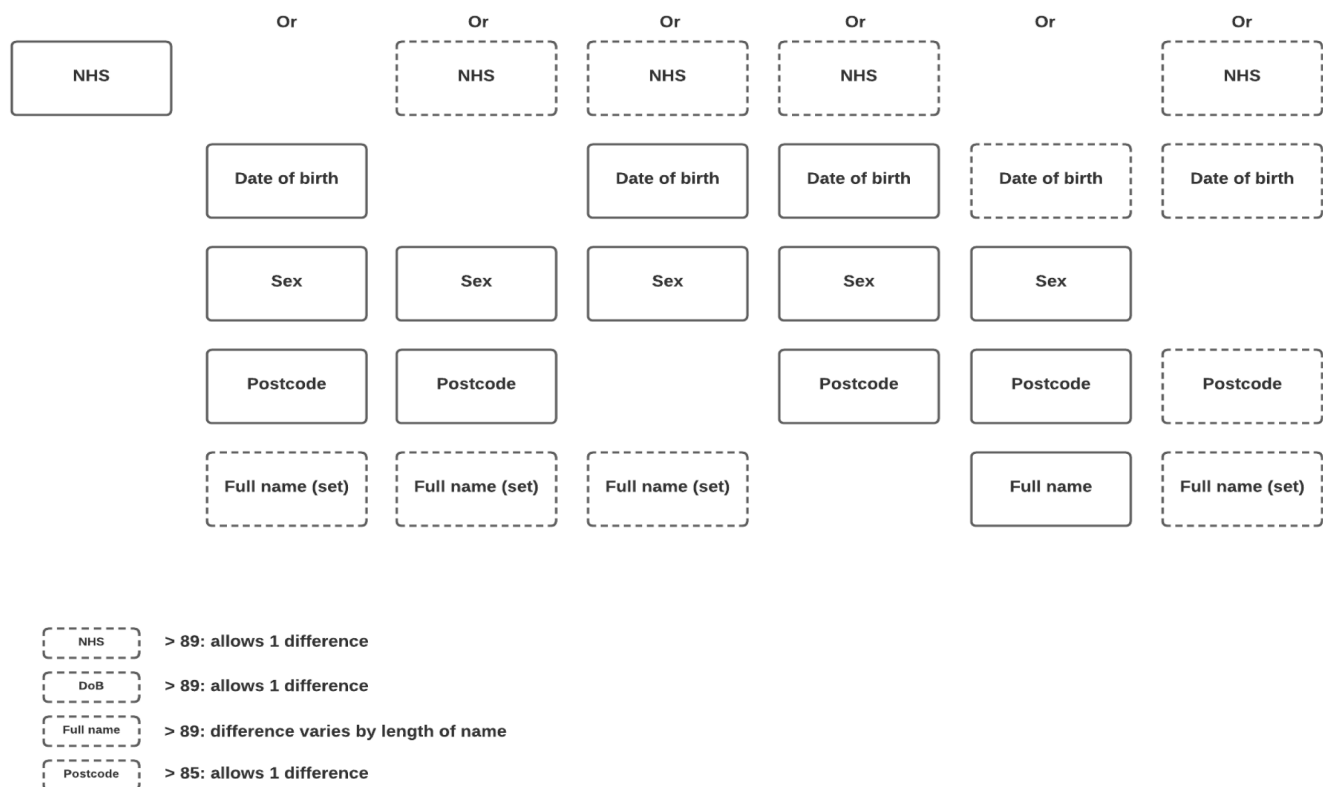 Or Or Or Or Or Or
NHS NHS NHS NHS NHS
Date of birth Date of birth Date of birth Date of birth Date of birth
Sex Sex Sex Sex Sex
Postcode Postcode Postcode Postcode Postcode
Full name (set) Full name (set) Full name (set) Full name Full name (set)
NHS > 89: allows 1 difference
DoB > 89: allows 1 difference
Full name > 89: difference varies by length of name
Postcode > 85: allows 1 difference